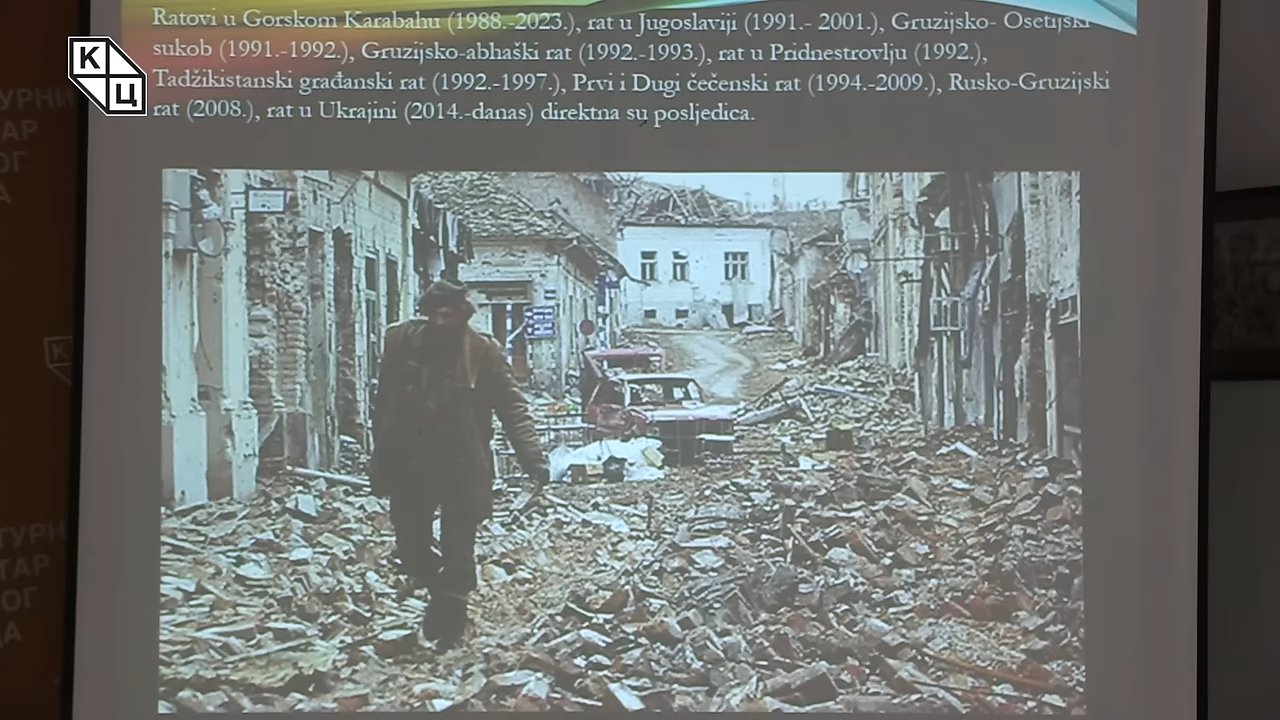 Ratovi u Gorskom Karabahu (1988.-2023.), rat u Jugoslaviji (1991.- 2001.), Gruzijsko- Osetijski
sukob (1991.-1992.), Gruzijsko-abhaški rat (1992.-1993.), rat u Pridnestrovlju (1992.),
Tadžikistanski građanski rat (1992.-1997.), Prvi i Dugi čečenski rat (1994.-2009.), Rusko-Gruzijski
rat (2008.), rat u Ukrajini (2014.-danas) direktna su posljedica.
К
Ц